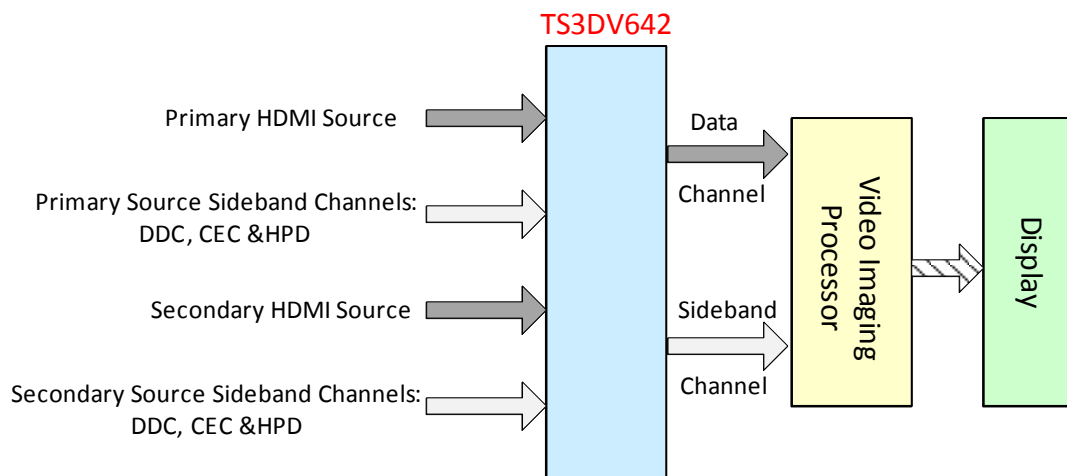 TS3DV642
Primary HDMI Source
Primary Source Sideband Channels:
DDC, CEC &HPD
Secondary HDMI Source
Secondary Source Sideband Channels:
DDC, CEC &HPD
Data
Channel
Sideband
Channel
Video Imaging
Processor
Display